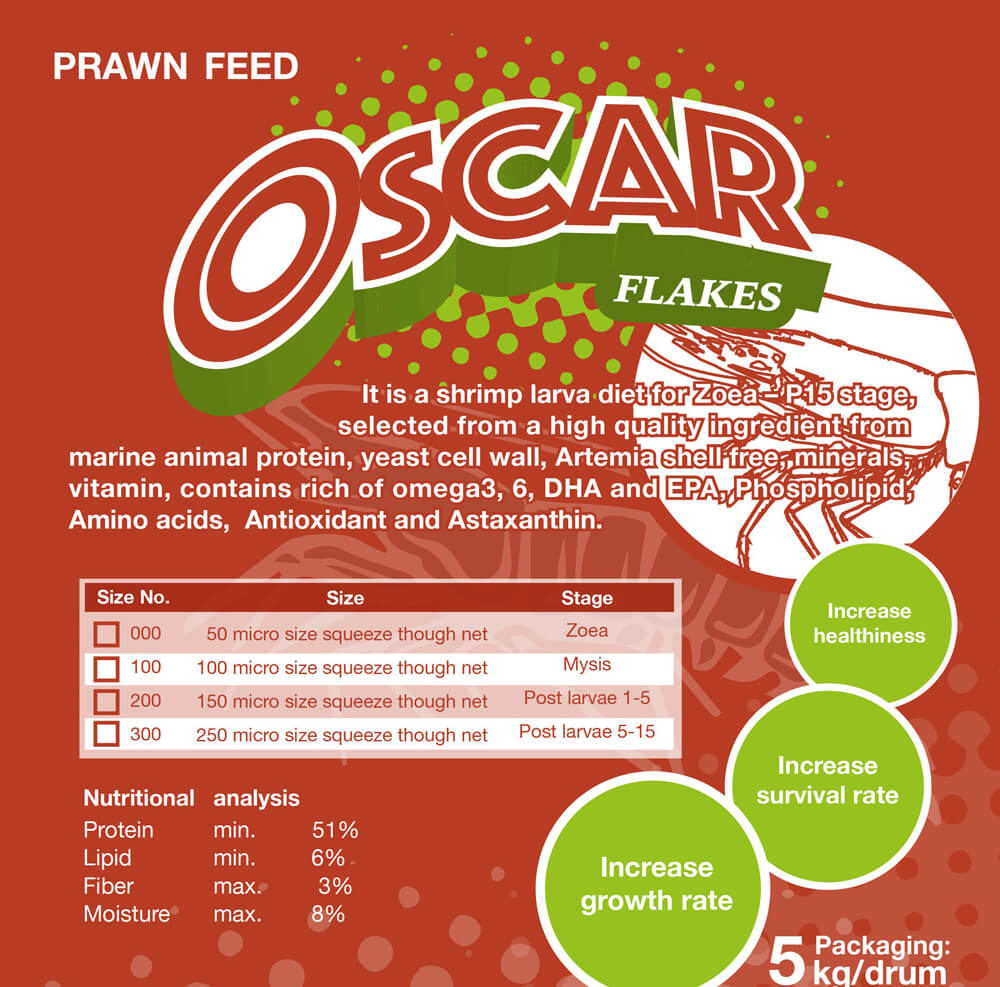 PRAWN FEED
OSCAR
FLAKES
It is a shrimp larva diet for Zoea - P15 stage,
selected from a high quality ingredient from
marine animal protein, yeast cell wall, Artemia shell free, minerals,
vitamin, contains rich of omega3, 6, DHA and EPA, Phospholipid,
Amino acids, Antioxidant and Astaxanthin.
Size No. Size Stage
000 50 micro size squeeze though net Zoea
100 100 micro size squeeze though net Mysis
200 150 micro size squeeze though net Post larvae 1-5
300 250 micro size squeeze though net Post larvae 5-15
Increase
healthiness
Increase
survival rate
Increase
growth rate
Nutritional analysis
Protein min. 51%
Lipid min. 6%
Fiber max. 3%
Moisture max. 8%
Packaging:
5 kg/drum